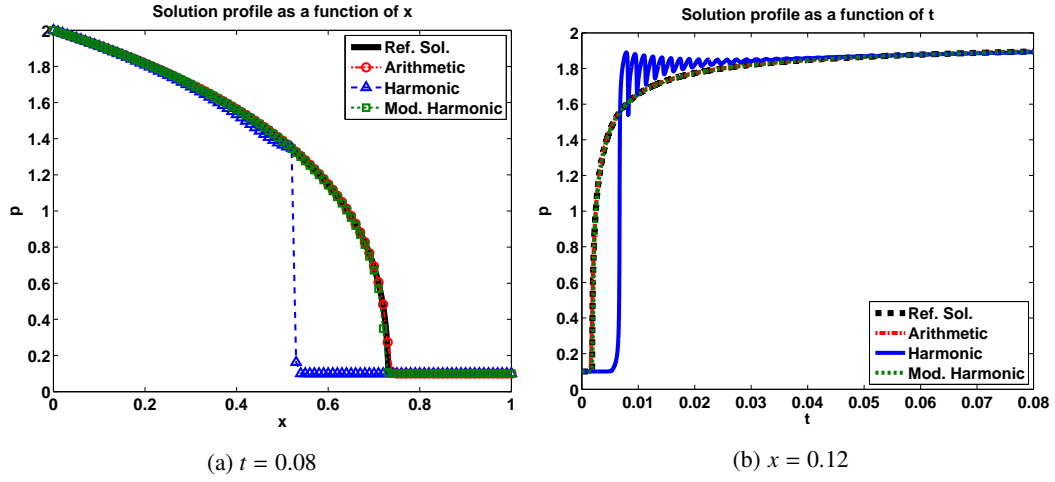 Solution profile as a function of x
2
1.8
1.6
1.4
1.2
1
0.8
0.6
0.4
0.2
0
p
0 0.2 0.4 0.6 0.8 1
x
Ref. Sol.
Arithmetic
Harmonic
Mod. Harmonic
(a) t = 0.08
Solution profile as a function of t
2
1.8
1.6
1.4
1.2
1
0.8
0.6
0.4
0.2
0
p
0 0.01 0.02 0.03 0.04 0.05 0.06 0.07 0.08
t
Ref. Sol.
Arithmetic
Harmonic
Mod. Harmonic
(b) x = 0.12